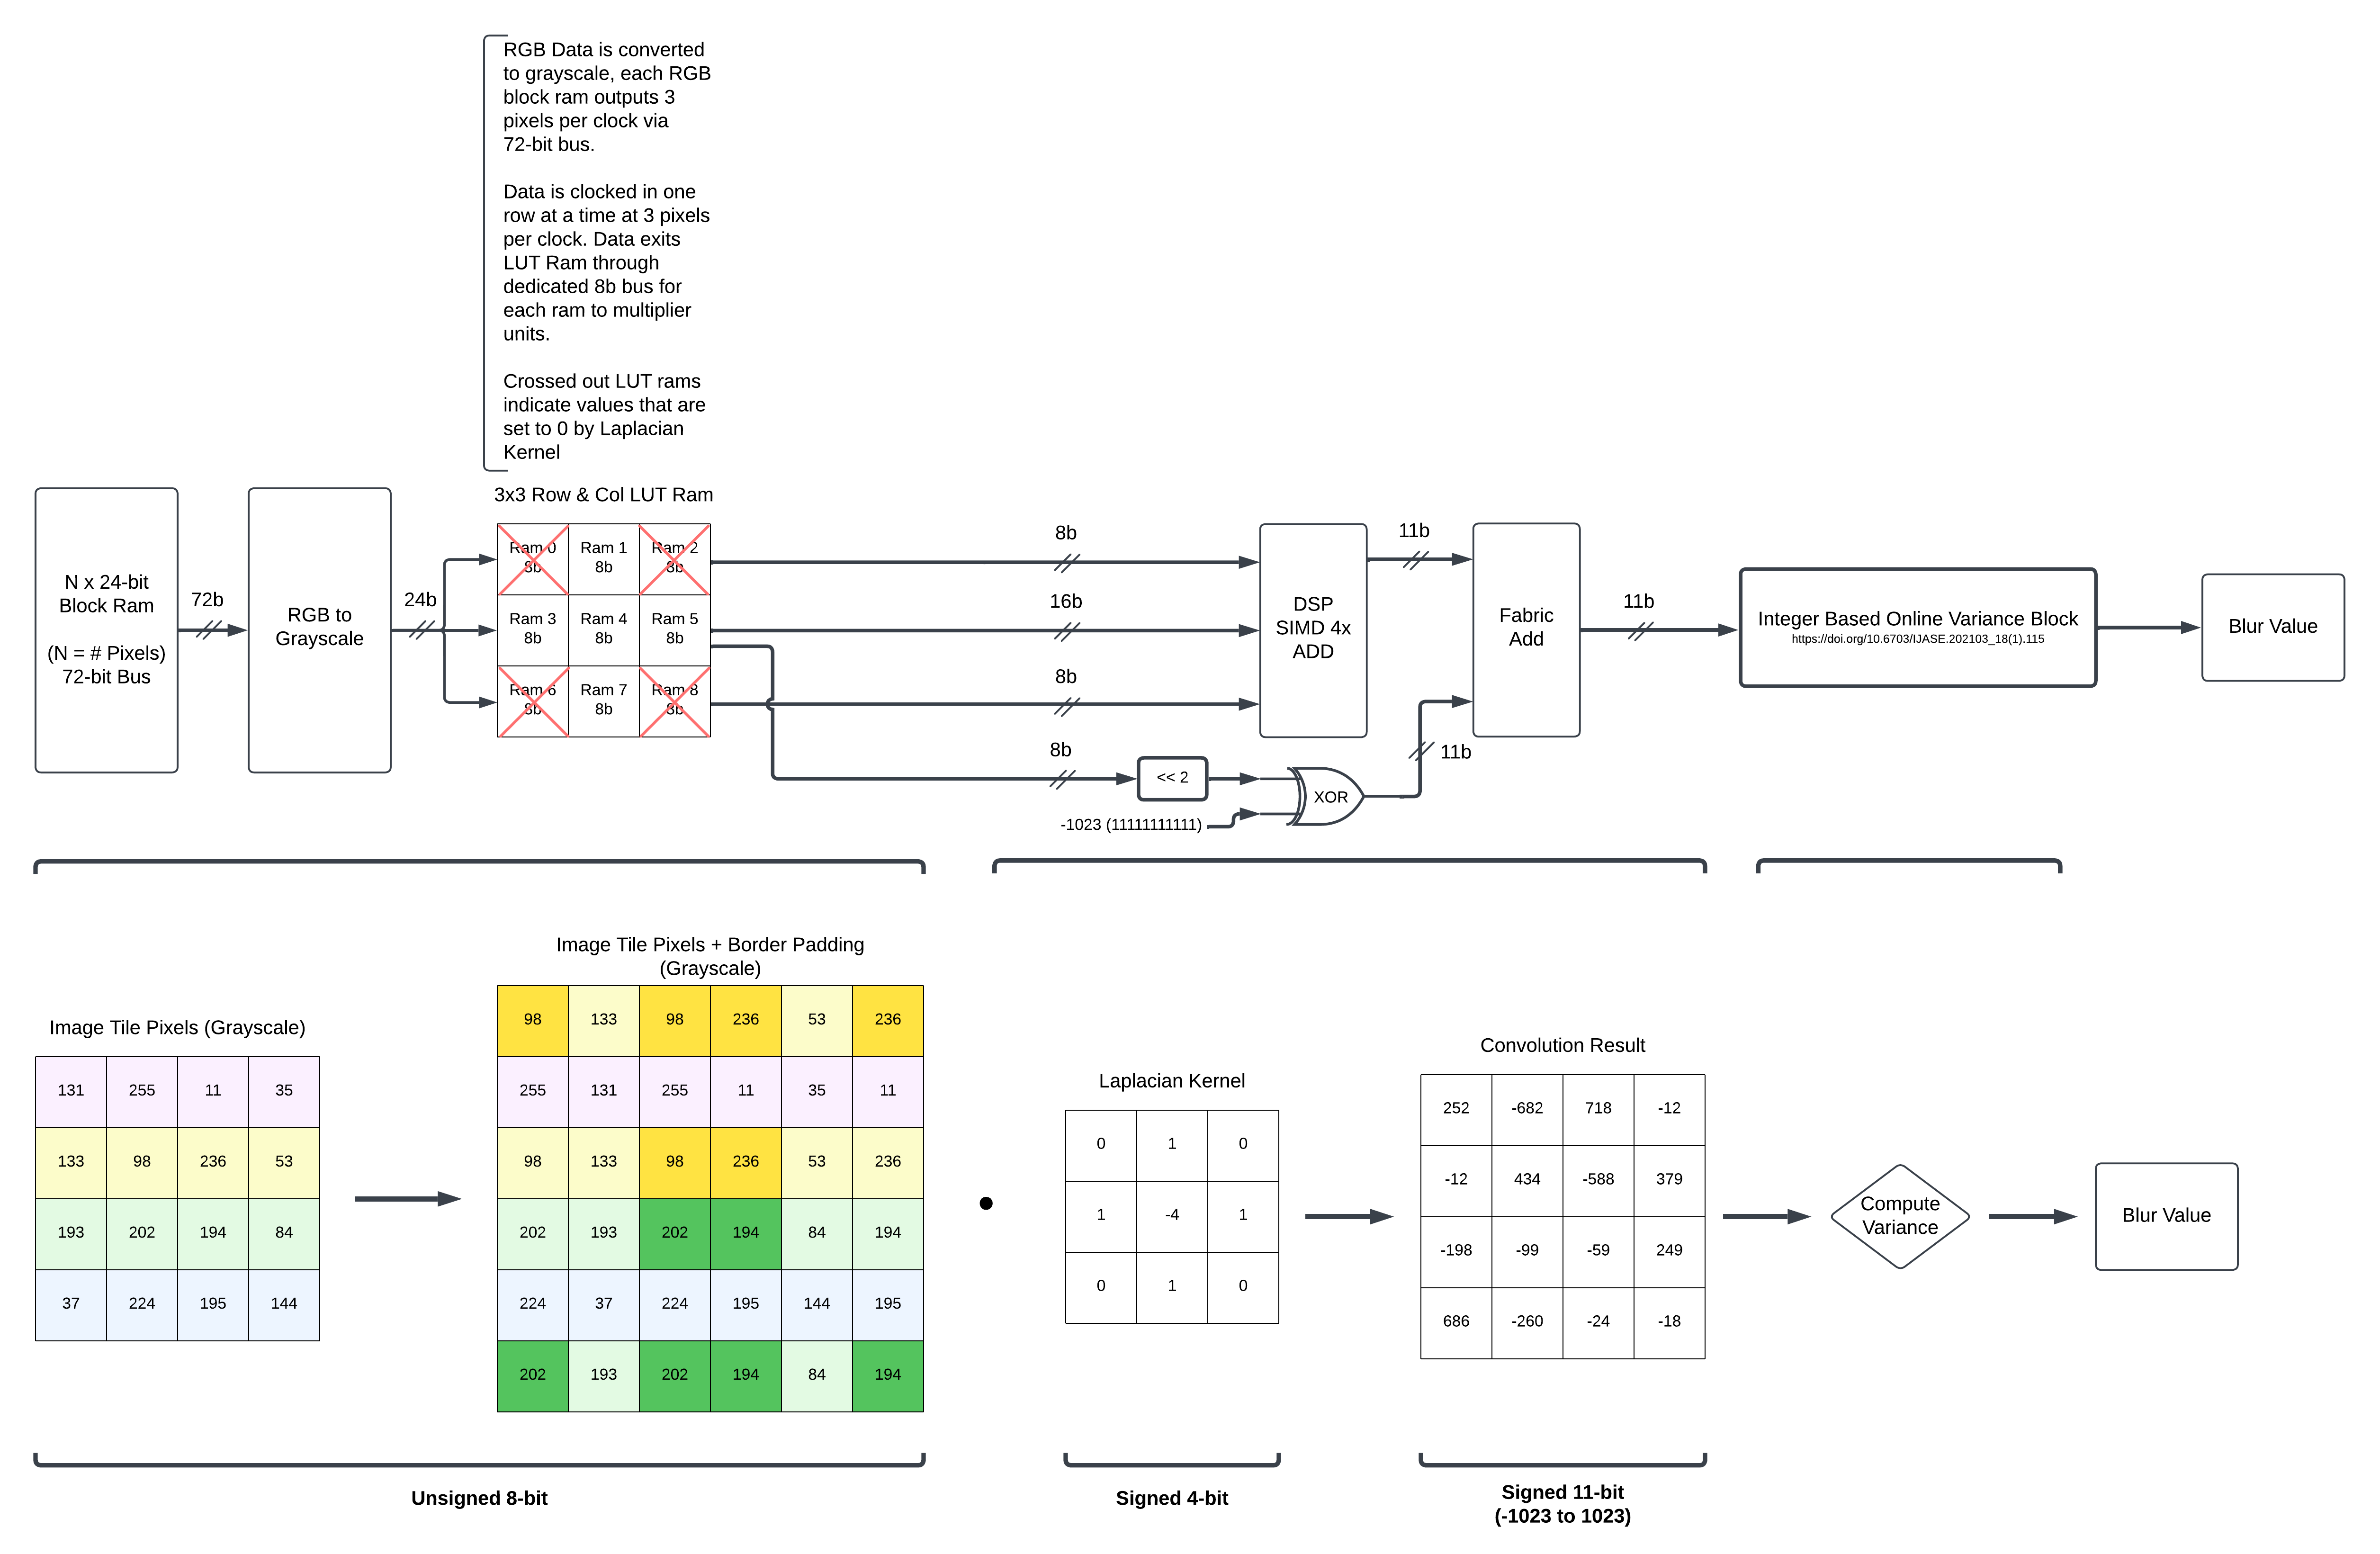 RGB Data is converted
to grayscale, each RGB
block ram outputs 3
pixels per clock via
72-bit bus.
Data is clocked in one
row at a time at 3 pixels
per clock. Data exits
LUT Ram through
dedicated 8b bus for
each ram to multiplier
units.
Crossed out LUT rams
indicate values that are
set to 0 by Laplacian
Kernel
N x 24-bit
Block Ram
(N = # Pixels)
72-bit Bus
72b
RGB to
Grayscale
24b
3x3 Row & Col LUT Ram
Ram 0
8b
Ram 1
8b
Ram 2
8b
Ram 3
8b
Ram 4
8b
Ram 5
8b
Ram 6
8b
Ram 7
8b
Ram 8
8b
8b
16b
8b
8b
<< 2
-1023 (11111111111)
XOR
DSP
SIMD 4x
ADD
11b
11b
Fabric
Add
11b
Integer Based Online Variance Block
https://doi.org/10.6703/IJASE.202103_18(1).115
Blur Value
Image Tile Pixels (Grayscale)
131 255 11 35
133 98 236 53
193 202 194 84
37 224 195 144
Image Tile Pixels + Border Padding
(Grayscale)
98 133 98 236 53 236
255 131 255 11 35 11
98 133 98 236 53 236
202 193 202 194 84 194
224 37 224 195 144 195
202 193 202 194 84 194
Laplacian Kernel
0 1 0
1 -4 1
0 1 0
Convolution Result
252 -682 718 -12
-12 434 -588 379
-198 -99 -59 249
686 -260 -24 -18
Compute
Variance
Blur Value
Unsigned 8-bit
Signed 4-bit
Signed 11-bit
(-1023 to 1023)